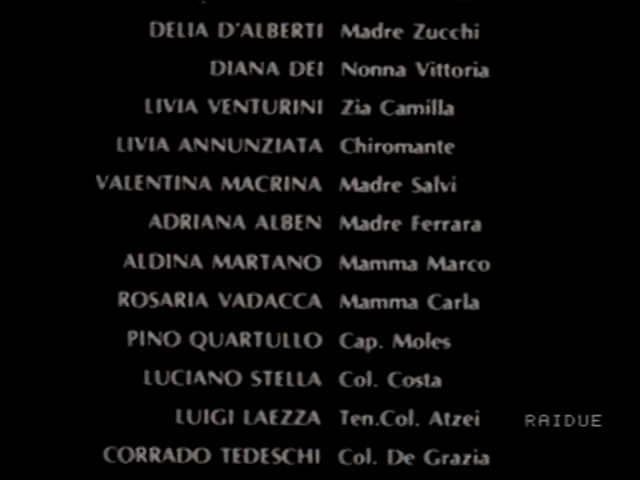 DELIA D'ALBERTI Madre Zucchi
DIANA DEI Nonna Vittoria
LIVIA VENTURINI Zia Camilla
LIVIA ANNUNZIATA Chiromante
VALENTINA MACRINA Madre Salvi
ADRIANA ALBEN Madre Ferrara
ALDINA MARTANO Mamma Marco
ROSARIA VADACCA Mamma Carla
PINO QUARTULLO Cap. Moles
LUCIANO STELLA Col. Costa
LUIGI LAEZZA Ten.Col. Atzei RAIDUE
CORRADO TEDESCHI Col. De Grazia